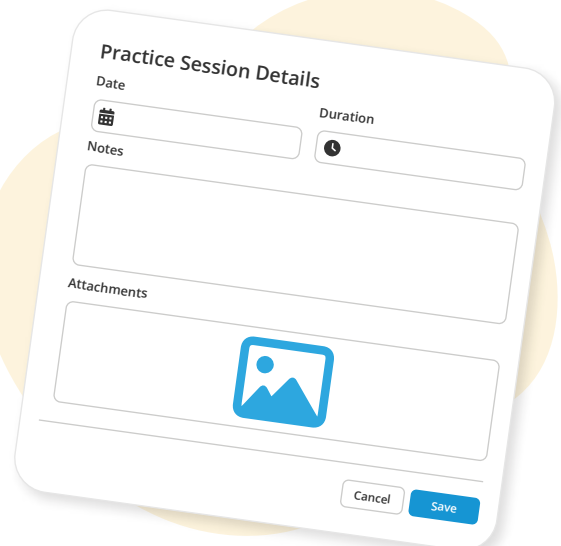 Practice Session Details
Date
Duration
Notes
Attachments
Cancel
Save